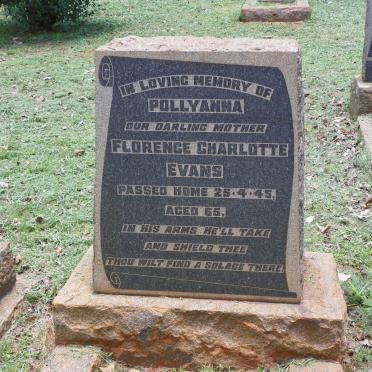 IN LOVING MEMORY OF
POLLYANNA
OUR DARLING MOTHER
FLORENCE CHARLOTTE
EVANS
PASSED HOME 25-4-45,
AGED 65.
IN HIS ARMS HE'LL TAKE
AND SHIELD THEE
THOU WILT FIND A SOLACE THERE